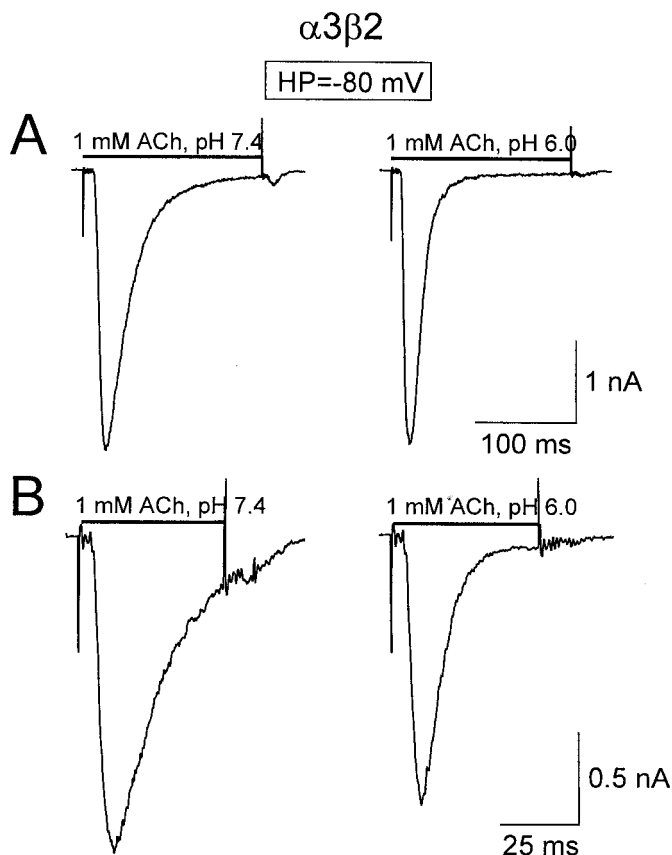 α3β2
HP=-80 mV
A
1 mM ACh, pH 7.4
1 mM ACh, pH 6.0
1 nA
100 ms
B
1 mM ACh, pH 7.4
1 mM ACh, pH 6.0
0.5 nA
25 ms